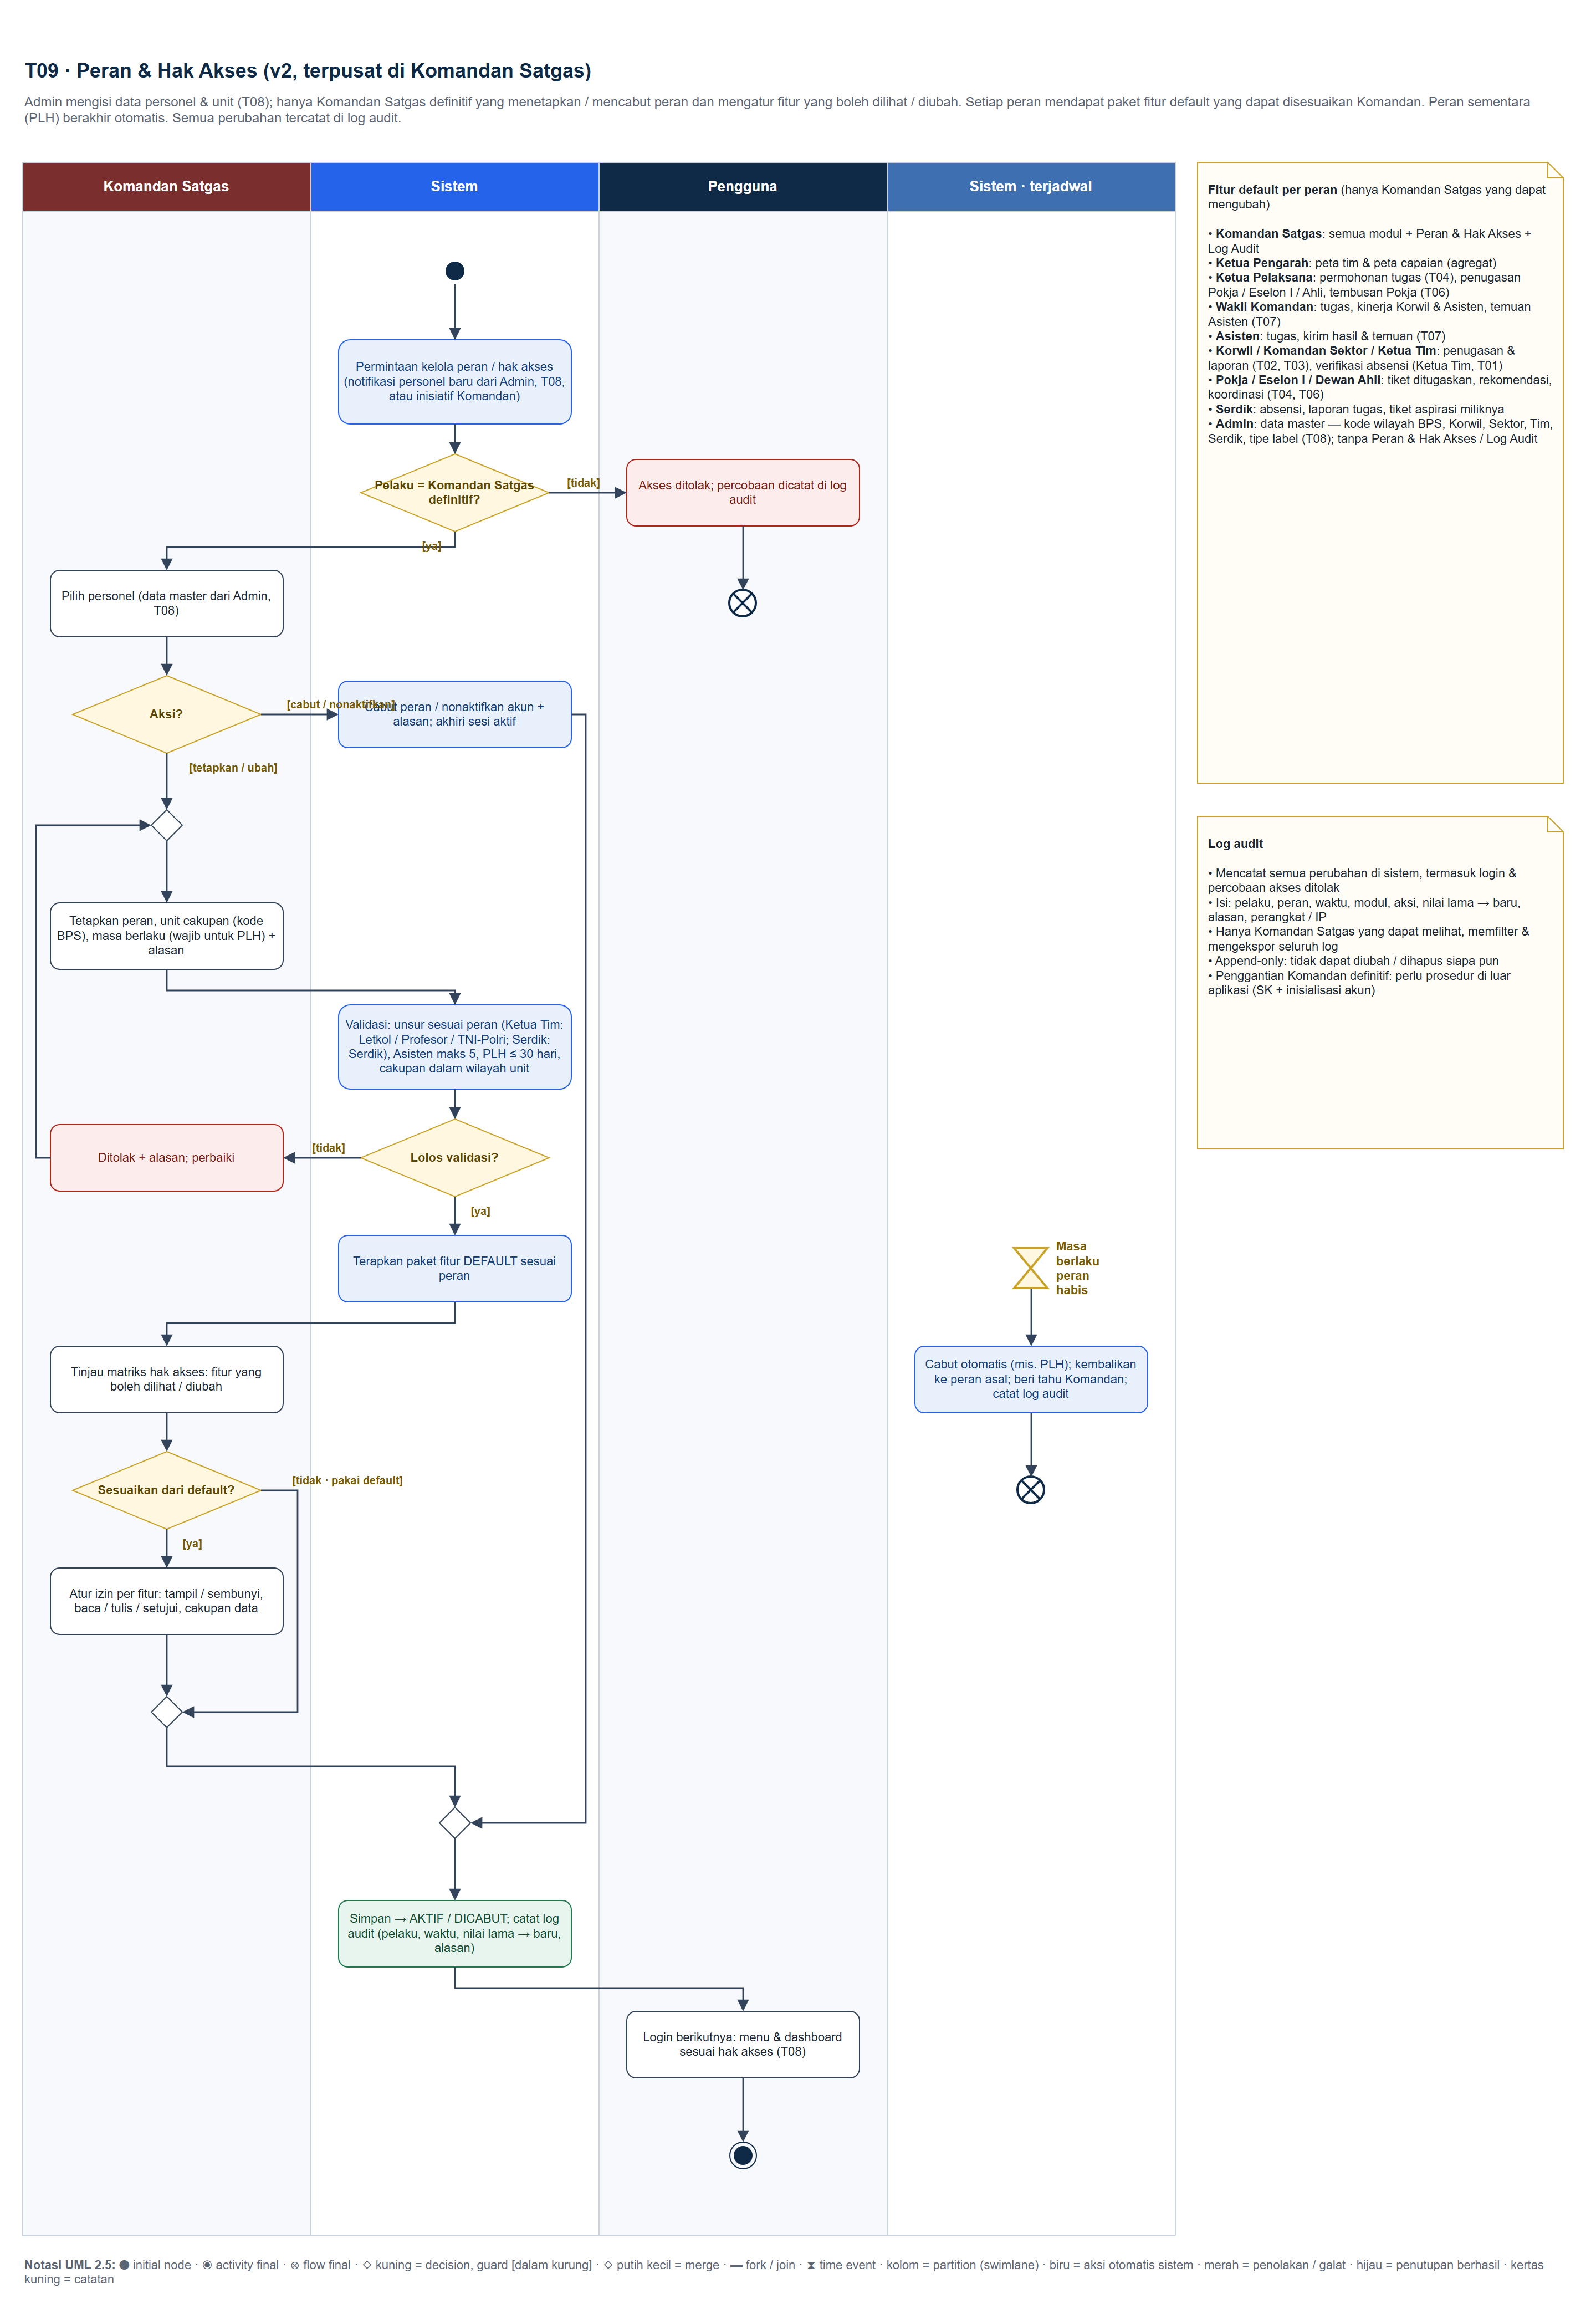 T09 · Peran & Hak Akses (v2, terpusat di Komandan Satgas)
Admin mengisi data personel & unit (T08); hanya Komandan Satgas definitif yang menetapkan / mencabut peran dan mengatur fitur yang boleh dilihat / diubah. Setiap peran mendapat paket fitur default yang dapat disesuaikan Komandan. Peran sementara
(PLH) berakhir otomatis. Semua perubahan tercatat di log audit.
Komandan Satgas
Sistem
Pengguna
Sistem · terjadwal
Permintaan kelola peran / hak akses
(notifikasi personel baru dari Admin, T08,
atau inisiatif Komandan)
Pelaku = Komandan Satgas
definitif?
[tidak]
Akses ditolak; percobaan dicatat di log
audit
[ya]
Pilih personel (data master dari Admin,
T08)
Aksi?
[cabut / nonaktifkan]
Cabut peran / nonaktifkan akun +
alasan; akhiri sesi aktif
[tetapkan / ubah]
Tetapkan peran, unit cakupan (kode
BPS), masa berlaku (wajib untuk PLH) +
alasan
Validasi: unsur sesuai peran (Ketua Tim:
Letkol / Profesor / TNI-Polri; Serdik:
Serdik), Asisten maks 5, PLH ≤ 30 hari,
cakupan dalam wilayah unit
Lolos validasi?
[tidak]
Ditolak + alasan; perbaiki
[ya]
Terapkan paket fitur DEFAULT sesuai
peran
Masa
berlaku
peran
habis
Tinjau matriks hak akses: fitur yang
boleh dilihat / diubah
Cabut otomatis (mis. PLH); kembalikan
ke peran asal; beri tahu Komandan;
catat log audit
Sesuaikan dari default?
[tidak · pakai default]
[ya]
Atur izin per fitur: tampil / sembunyi,
baca / tulis / setujui, cakupan data
Simpan → AKTIF / DICABUT; catat log
audit (pelaku, waktu, nilai lama → baru,
alasan)
Login berikutnya: menu & dashboard
sesuai hak akses (T08)
Fitur default per peran (hanya Komandan Satgas yang dapat
mengubah)
• Komandan Satgas: semua modul + Peran & Hak Akses +
Log Audit
• Ketua Pengarah: peta tim & peta capaian (agregat)
• Ketua Pelaksana: permohonan tugas (T04), penugasan
Pokja / Eselon I / Ahli, tembusan Pokja (T06)
• Wakil Komandan: tugas, kinerja Korwil & Asisten, temuan
Asisten (T07)
• Asisten: tugas, kirim hasil & temuan (T07)
• Korwil / Komandan Sektor / Ketua Tim: penugasan &
laporan (T02, T03), verifikasi absensi (Ketua Tim, T01)
• Pokja / Eselon I / Dewan Ahli: tiket ditugaskan, rekomendasi,
koordinasi (T04, T06)
• Serdik: absensi, laporan tugas, tiket aspirasi miliknya
• Admin: data master — kode wilayah BPS, Korwil, Sektor, Tim,
Serdik, tipe label (T08); tanpa Peran & Hak Akses / Log Audit
Log audit
• Mencatat semua perubahan di sistem, termasuk login &
percobaan akses ditolak
• Isi: pelaku, peran, waktu, modul, aksi, nilai lama → baru,
alasan, perangkat / IP
• Hanya Komandan Satgas yang dapat melihat, memfilter &
mengekspor seluruh log
• Append-only: tidak dapat diubah / dihapus siapa pun
• Penggantian Komandan definitif: perlu prosedur di luar
aplikasi (SK + inisialisasi akun)
Notasi UML 2.5: ● initial node · ◉ activity final · ⊗ flow final · ◇ kuning = decision, guard [dalam kurung] · ◇ putih kecil = merge · ▬ fork / join · ⧗ time event · kolom = partition (swimlane) · biru = aksi otomatis sistem · merah = penolakan / galat · hijau = penutupan berhasil · kertas
kuning = catatan